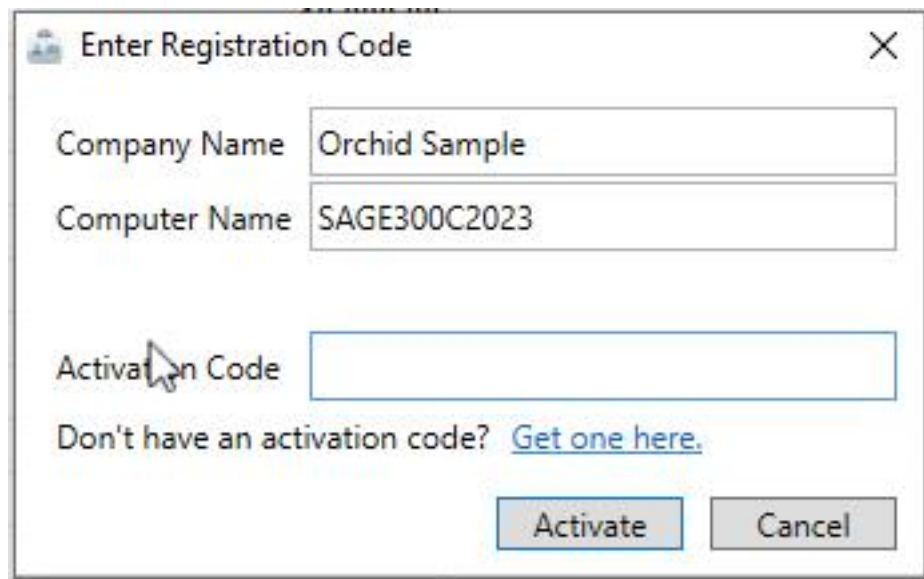 Enter Registration Code
Company Name Orchid Sample
Computer Name SAGE300C2023
Activation Code
Don't have an activation code? Get one here.
Activate Cancel